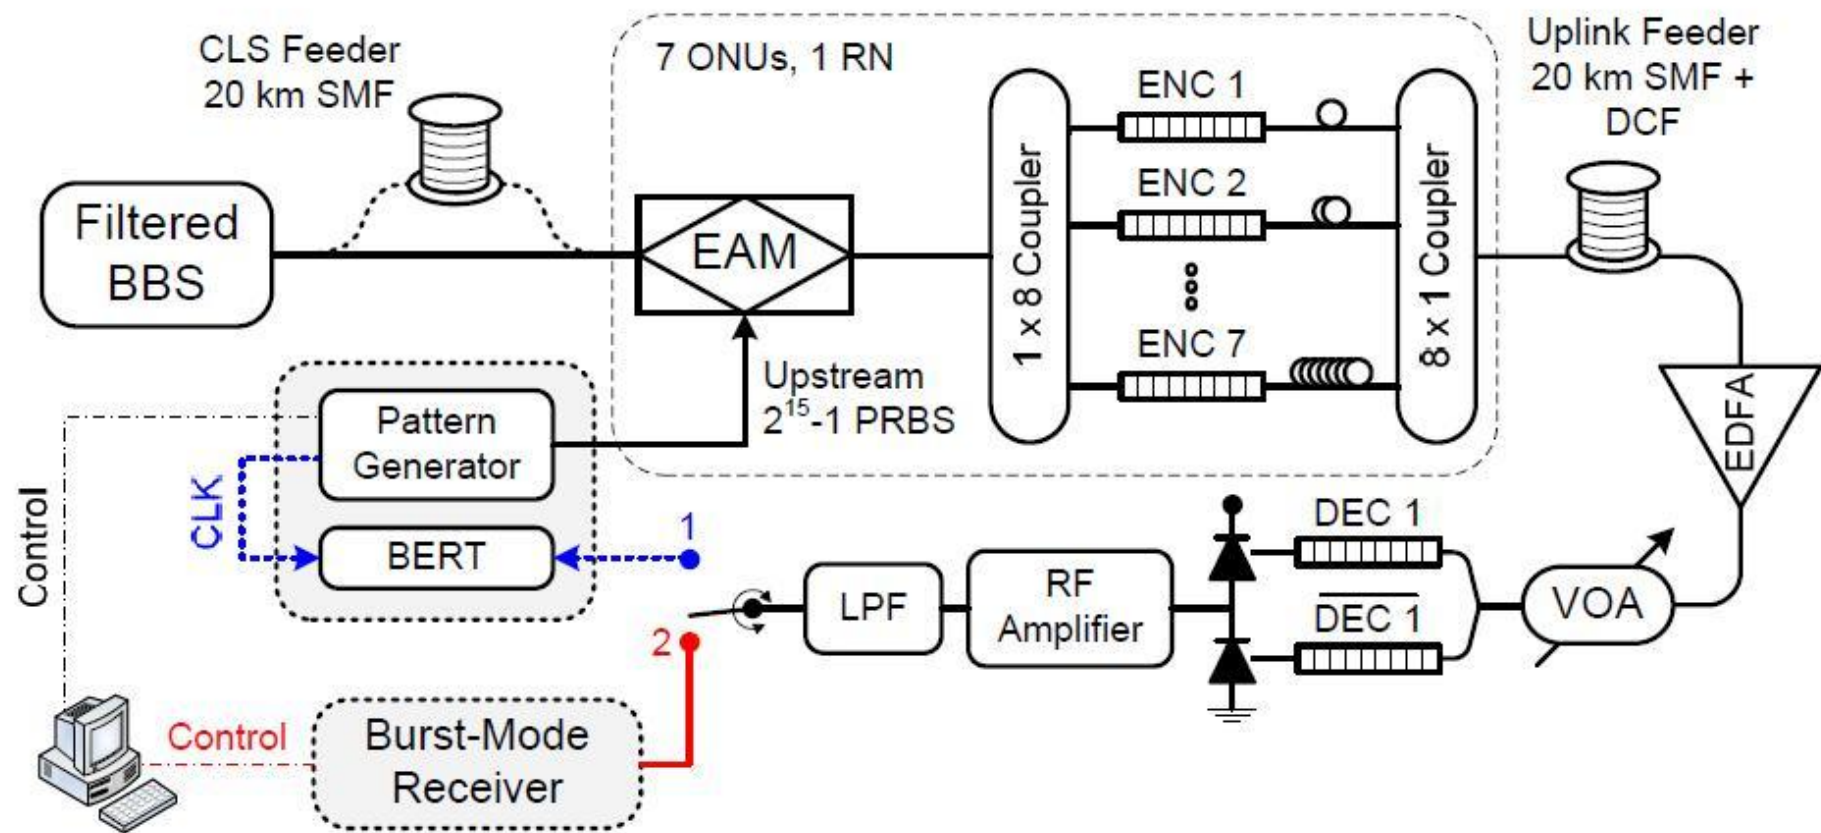 CLS Feeder
20 km SMF
7 ONUs, 1 RN
Uplink Feeder
20 km SMF +
DCF
Filtered
BBS
EAM
1 x 8 Coupler
ENC 1
ENC 2
ENC 7
8 x 1 Coupler
Upstream
2¹⁵-1 PRBS
EDFA
Pattern
Generator
CLK
BERT
Control
1
2
LPF
RF
Amplifier
DEC 1
D̅E̅C̅ ̅1̅
VOA
Control
Burst-Mode
Receiver